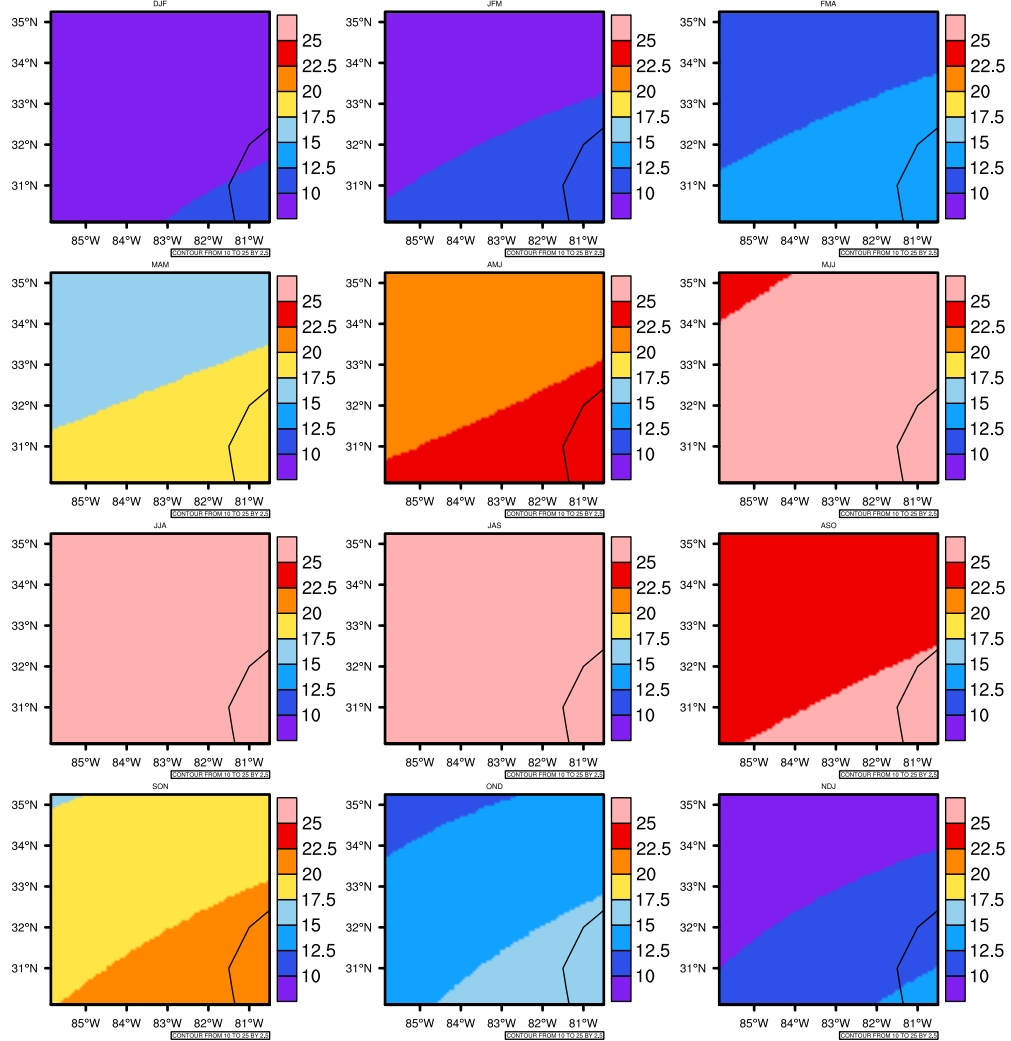 DJF JFM FMA
35°N 25 35°N 25 35°N 25
34°N 22.5 34°N 22.5 34°N 22.5
20 20 20
33°N 17.5 33°N 17.5 33°N 17.5
32°N 15 32°N 15 32°N 15
12.5 12.5 12.5
31°N 10 31°N 10 31°N 10
85°W 84°W 83°W 82°W 81°W 85°W 84°W 83°W 82°W 81°W 85°W 84°W 83°W 82°W 81°W
CONTOUR FROM 10 TO 25 BY 2.5 CONTOUR FROM 10 TO 25 BY 2.5 CONTOUR FROM 10 TO 25 BY 2.5
MAM AMJ MJJ
35°N 25 35°N 25 35°N 25
34°N 22.5 34°N 22.5 34°N 22.5
20 20 20
33°N 17.5 33°N 17.5 33°N 17.5
32°N 15 32°N 15 32°N 15
12.5 12.5 12.5
31°N 10 31°N 10 31°N 10
85°W 84°W 83°W 82°W 81°W 85°W 84°W 83°W 82°W 81°W 85°W 84°W 83°W 82°W 81°W
CONTOUR FROM 10 TO 25 BY 2.5 CONTOUR FROM 10 TO 25 BY 2.5 CONTOUR FROM 10 TO 25 BY 2.5
JJA JAS ASO
35°N 25 35°N 25 35°N 25
34°N 22.5 34°N 22.5 34°N 22.5
20 20 20
33°N 17.5 33°N 17.5 33°N 17.5
32°N 15 32°N 15 32°N 15
12.5 12.5 12.5
31°N 10 31°N 10 31°N 10
85°W 84°W 83°W 82°W 81°W 85°W 84°W 83°W 82°W 81°W 85°W 84°W 83°W 82°W 81°W
CONTOUR FROM 10 TO 25 BY 2.5 CONTOUR FROM 10 TO 25 BY 2.5 CONTOUR FROM 10 TO 25 BY 2.5
SON OND NDJ
35°N 25 35°N 25 35°N 25
34°N 22.5 34°N 22.5 34°N 22.5
20 20 20
33°N 17.5 33°N 17.5 33°N 17.5
32°N 15 32°N 15 32°N 15
12.5 12.5 12.5
31°N 10 31°N 10 31°N 10
85°W 84°W 83°W 82°W 81°W 85°W 84°W 83°W 82°W 81°W 85°W 84°W 83°W 82°W 81°W
CONTOUR FROM 10 TO 25 BY 2.5 CONTOUR FROM 10 TO 25 BY 2.5 CONTOUR FROM 10 TO 25 BY 2.5